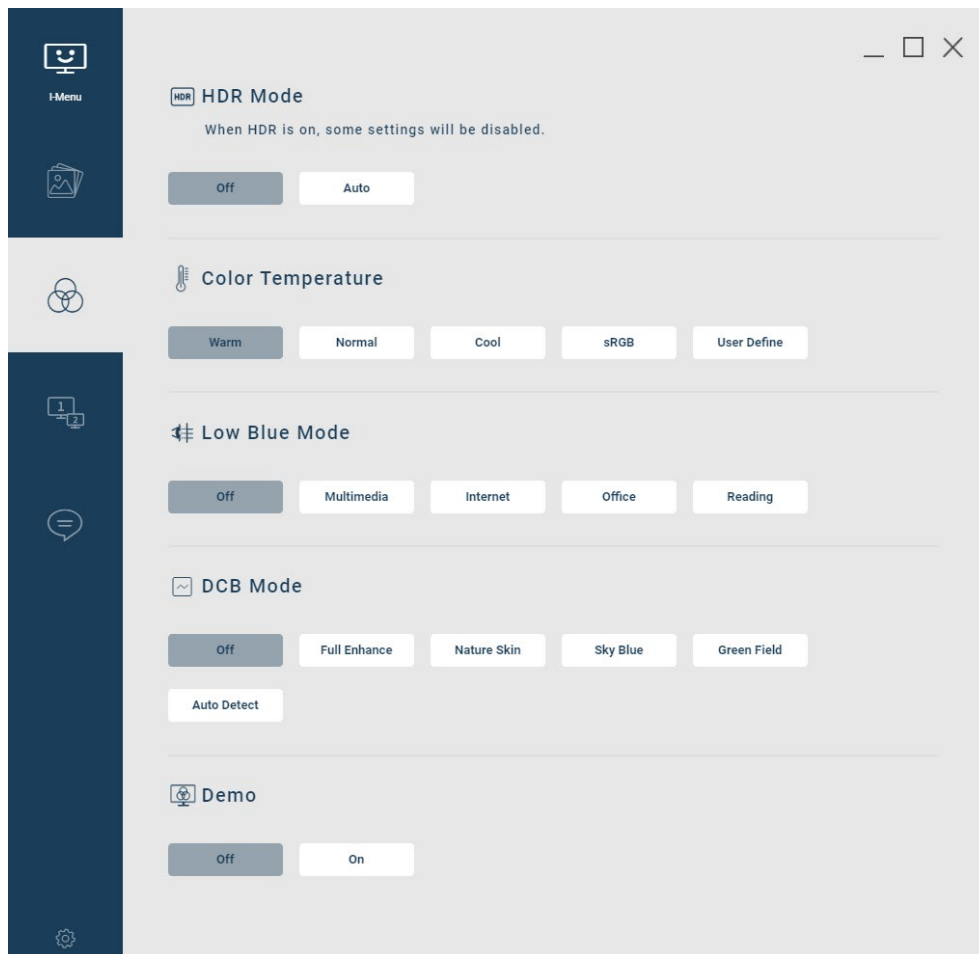 I-Menu
HDR HDR Mode
When HDR is on, some settings will be disabled.
Off Auto
Color Temperature
Warm Normal Cool sRGB User Define
1
2
Low Blue Mode
Off Multimedia Internet Office Reading
DCB Mode
Off Full Enhance Nature Skin Sky Blue Green Field
Auto Detect
Demo
Off On